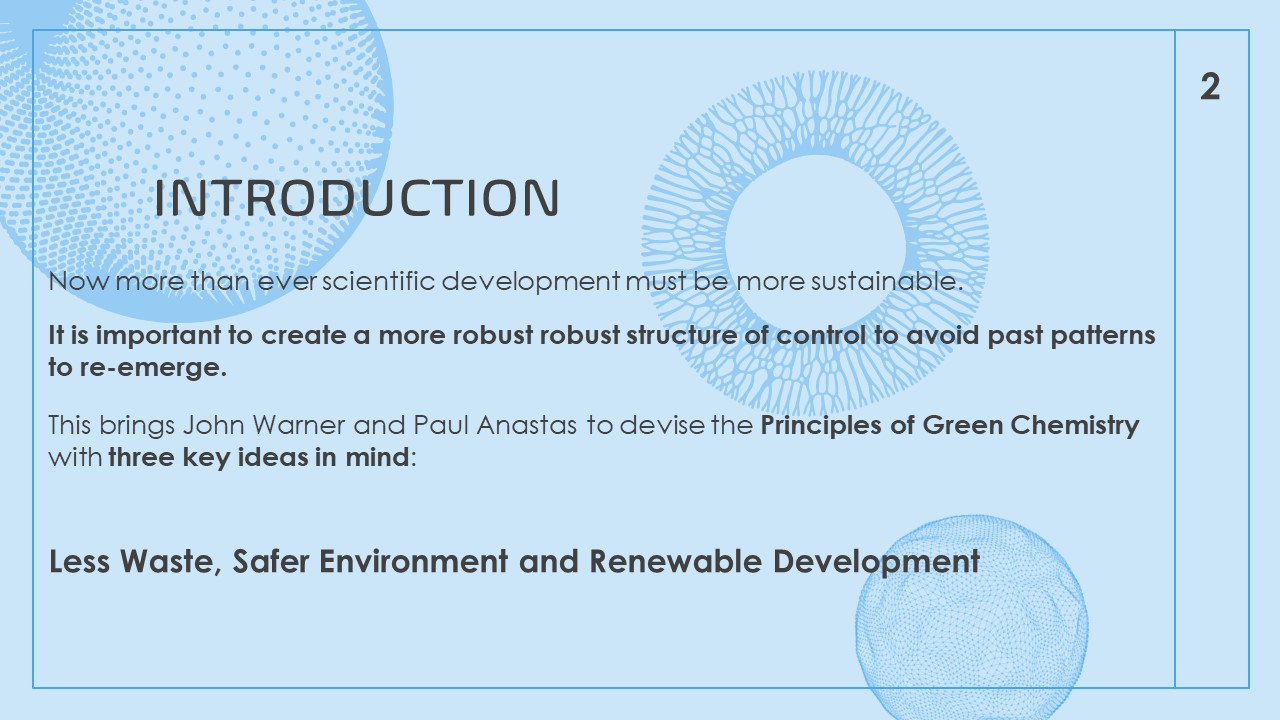 2
INTRODUCTION
Now more than ever scientific development must be more sustainable.
It is important to create a more robust robust structure of control to avoid past patterns
to re-emerge.
This brings John Warner and Paul Anastas to devise the Principles of Green Chemistry
with three key ideas in mind:
Less Waste, Safer Environment and Renewable Development